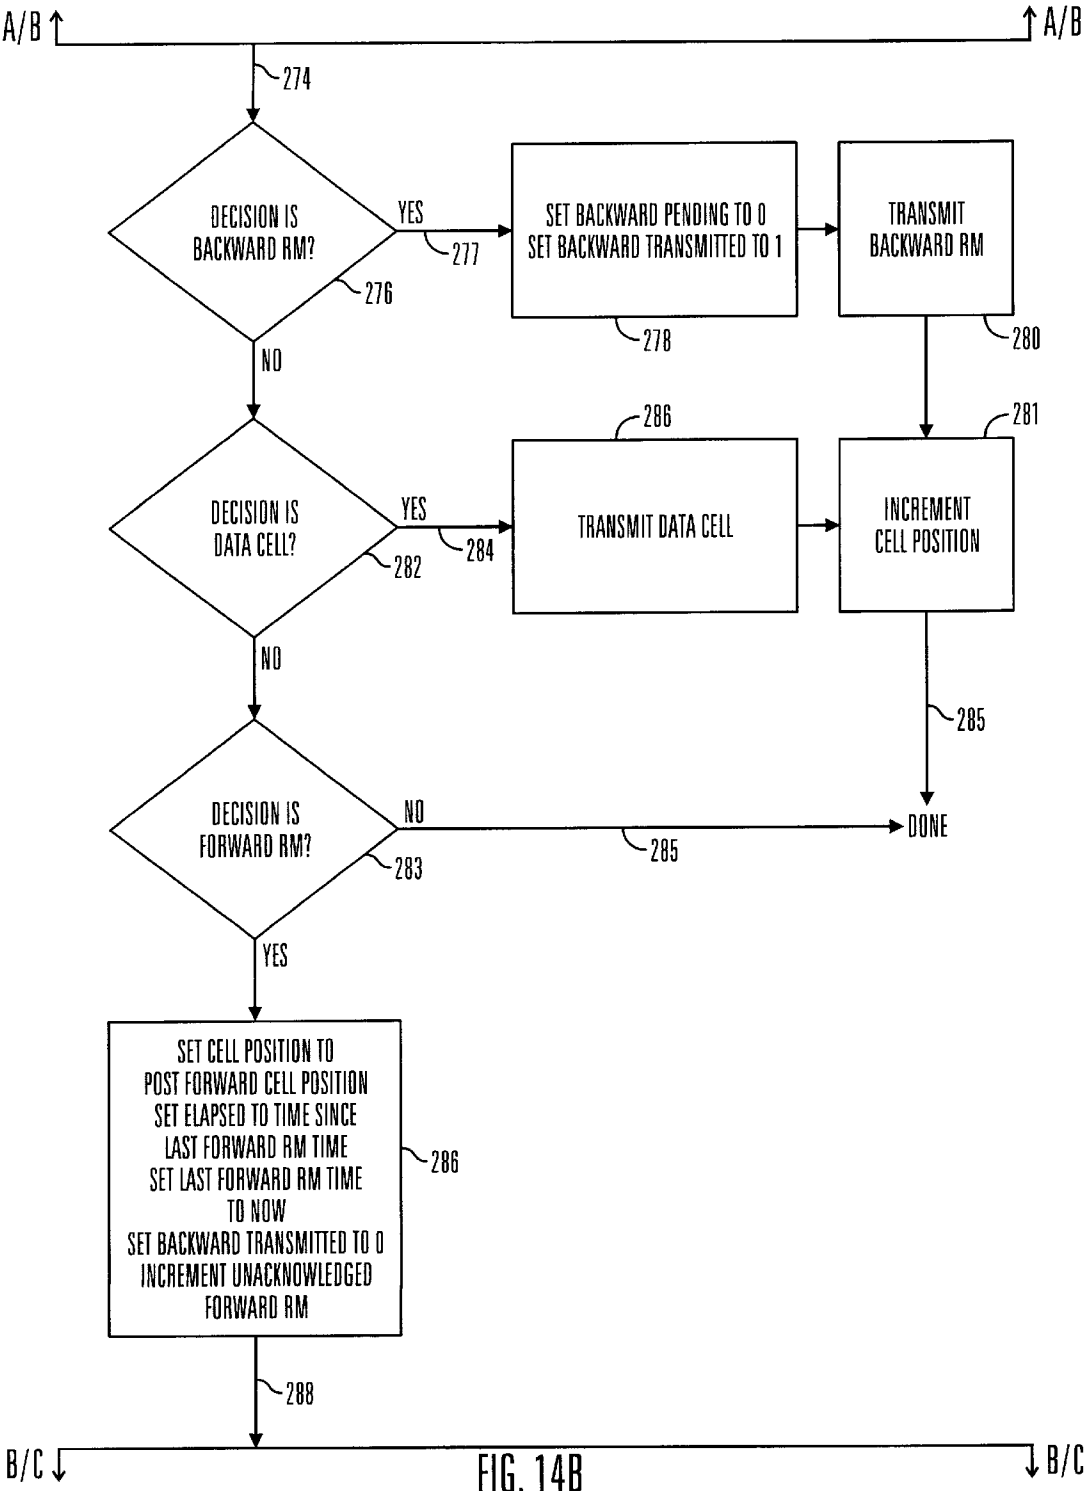 A/B
A/B
274
DECISION IS
BACKWARD RM?
YES
277
276
SET BACKWARD PENDING TO 0
SET BACKWARD TRANSMITTED TO 1
278
TRANSMIT
BACKWARD RM
280
NO
DECISION IS
DATA CELL?
YES
284
282
286
TRANSMIT DATA CELL
281
INCREMENT
CELL POSITION
285
NO
DECISION IS
FORWARD RM?
NO
285
DONE
283
YES
SET CELL POSITION TO
POST FORWARD CELL POSITION
SET ELAPSED TO TIME SINCE
LAST FORWARD RM TIME
SET LAST FORWARD RM TIME
TO NOW
SET BACKWARD TRANSMITTED TO 0
INCREMENT UNACKNOWLEDGED
FORWARD RM
286
288
B/C
B/C
FIG. 14B